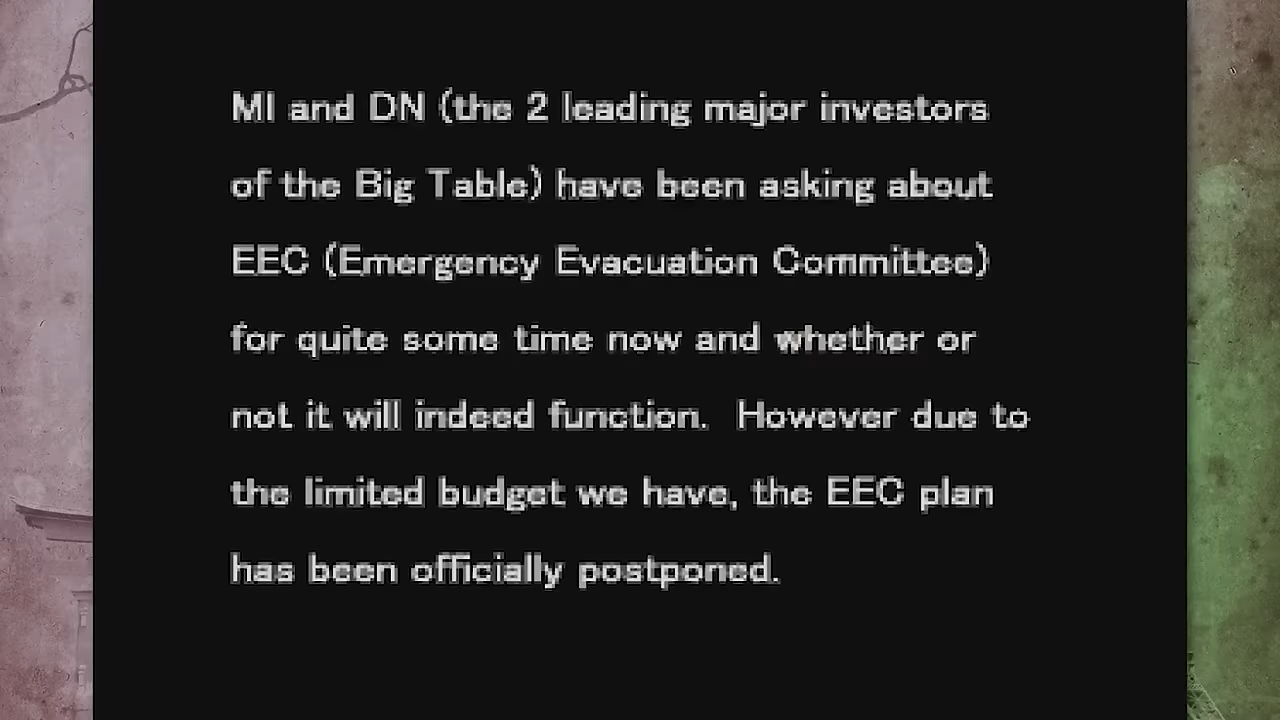 MI and DN (the 2 leading major investors
of the Big Table) have been asking about
EEC (Emergency Evacuation Committee)
for quite some time now and whether or
not it will indeed function.  However due to
the limited budget we have, the EEC plan
has been officially postponed.